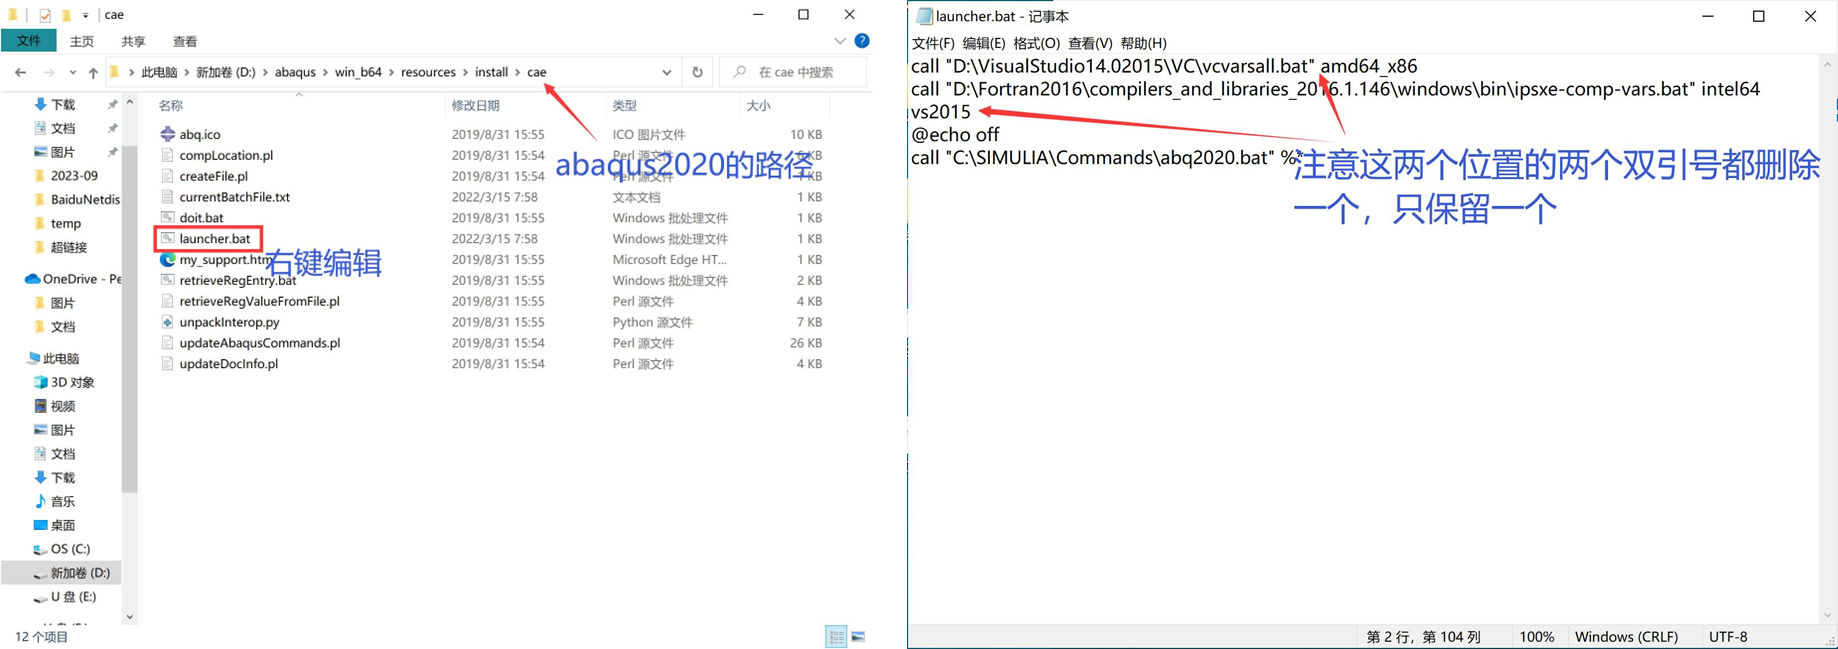 cae
文件 主页 共享 查看
此电脑 > 新加卷 (D:) > abaqus > win_b64 > resources > install > cae
在 cae 中搜索
下载
文档
图片
2023-09
BaiduNetdis
temp
超链接
OneDrive - Pe
图片
文档
此电脑
3D 对象
视频
图片
文档
下载
音乐
桌面
OS (C:)
新加卷 (D:)
U 盘 (E:)
名称 修改日期 类型 大小
abq.ico 2019/8/31 15:55 ICO 图片文件 10 KB
compLocation.pl 2019/8/31 15:54 Perl 源文件 6 KB
createFile.pl 2019/8/31 15:54 Perl 源文件 1 KB
currentBatchFile.txt 2022/3/15 7:58 文本文档 1 KB
doit.bat 2019/8/31 15:55 Windows 批处理文件 1 KB
launcher.bat 2022/3/15 7:58 Windows 批处理文件 1 KB
my_support.htm 2019/8/31 15:55 Microsoft Edge HT... 1 KB
retrieveRegEntry.bat 2019/8/31 15:55 Windows 批处理文件 2 KB
retrieveRegValueFromFile.pl 2019/8/31 15:55 Perl 源文件 4 KB
unpackInterop.py 2019/8/31 15:55 Python 源文件 7 KB
updateAbaqusCommands.pl 2019/8/31 15:54 Perl 源文件 26 KB
updateDocInfo.pl 2019/8/31 15:54 Perl 源文件 4 KB
abaqus2020的路径
右键编辑
12 个项目
launcher.bat - 记事本
文件(F) 编辑(E) 格式(O) 查看(V) 帮助(H)
call "D:\VisualStudio14.02015\VC\vcvarsall.bat" amd64_x86
call "D:\Fortran2016\compilers_and_libraries_2016.1.146\windows\bin\ipsxe-comp-vars.bat" intel64
vs2015
@echo off
call "C:\SIMULIA\Commands\abq2020.bat" %*
注意这两个位置的两个双引号都删除
一个，只保留一个
第 2 行，第 104 列 100% Windows (CRLF) UTF-8